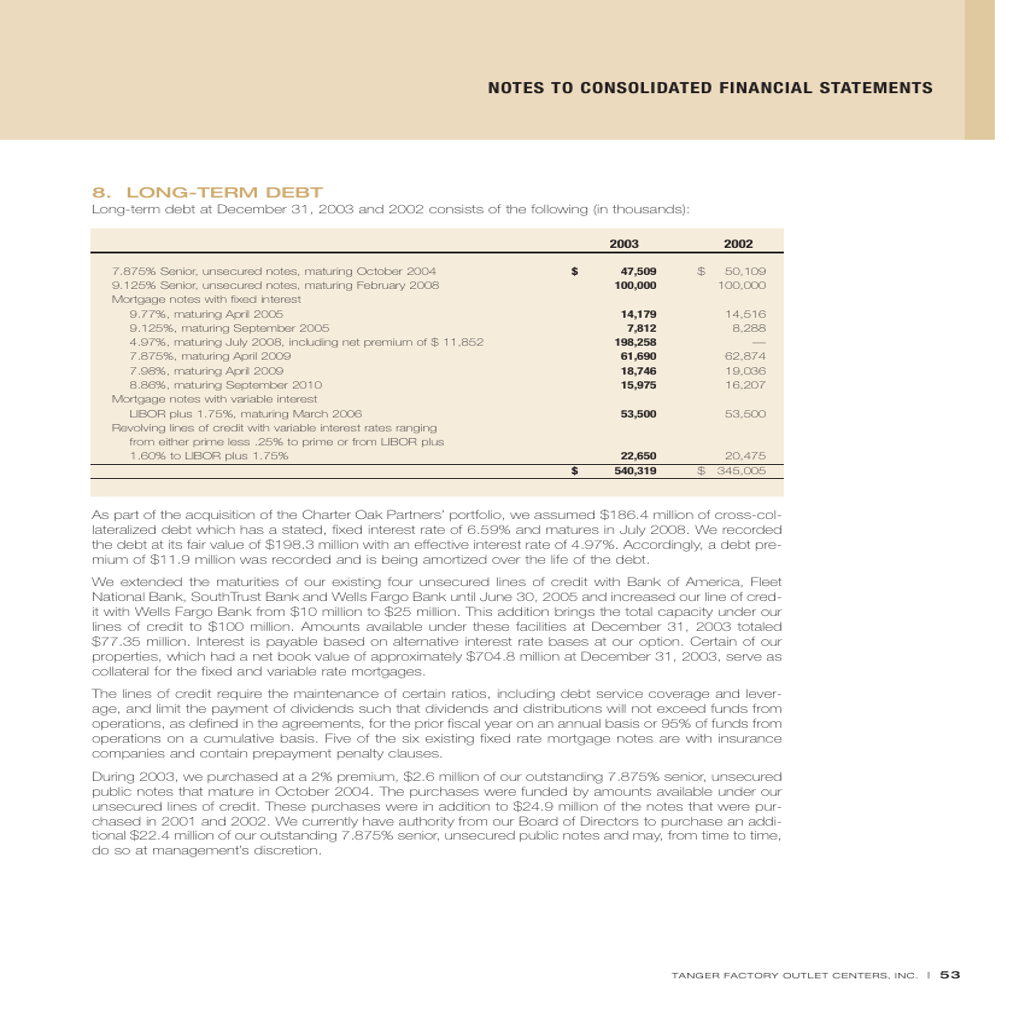 NOTES TO CONSOLIDATED FINANCIAL STATEMENTS
8. LONG-TERM DEBT
Long-term debt at December 31, 2003 and 2002 consists of the following (in thousands):
2003 2002
7.875% Senior, unsecured notes, maturing October 2004 $ 47,509 $ 50,109
9.125% Senior, unsecured notes, maturing February 2008 100,000 100,000
Mortgage notes with fixed interest
9.77%, maturing April 2005 14,179 14,516
9.125%, maturing September 2005 7,812 8,288
4.97%, maturing July 2008, including net premium of $ 11,852 198,258 —
7.875%, maturing April 2009 61,690 62,874
7.98%, maturing April 2009 18,746 19,036
8.86%, maturing September 2010 15,975 16,207
Mortgage notes with variable interest
LIBOR plus 1.75%, maturing March 2006 53,500 53,500
Revolving lines of credit with variable interest rates ranging
from either prime less .25% to prime or from LIBOR plus
1.60% to LIBOR plus 1.75% 22,650 20,475
$ 540,319 $ 345,005
As part of the acquisition of the Charter Oak Partners' portfolio, we assumed $186.4 million of cross-col-
lateralized debt which has a stated, fixed interest rate of 6.59% and matures in July 2008. We recorded
the debt at its fair value of $198.3 million with an effective interest rate of 4.97%. Accordingly, a debt pre-
mium of $11.9 million was recorded and is being amortized over the life of the debt.
We extended the maturities of our existing four unsecured lines of credit with Bank of America, Fleet
National Bank, SouthTrust Bank and Wells Fargo Bank until June 30, 2005 and increased our line of cred-
it with Wells Fargo Bank from $10 million to $25 million. This addition brings the total capacity under our
lines of credit to $100 million. Amounts available under these facilities at December 31, 2003 totaled
$77.35 million. Interest is payable based on alternative interest rate bases at our option. Certain of our
properties, which had a net book value of approximately $704.8 million at December 31, 2003, serve as
collateral for the fixed and variable rate mortgages.
The lines of credit require the maintenance of certain ratios, including debt service coverage and lever-
age, and limit the payment of dividends such that dividends and distributions will not exceed funds from
operations, as defined in the agreements, for the prior fiscal year on an annual basis or 95% of funds from
operations on a cumulative basis. Five of the six existing fixed rate mortgage notes are with insurance
companies and contain prepayment penalty clauses.
During 2003, we purchased at a 2% premium, $2.6 million of our outstanding 7.875% senior, unsecured
public notes that mature in October 2004. The purchases were funded by amounts available under our
unsecured lines of credit. These purchases were in addition to $24.9 million of the notes that were pur-
chased in 2001 and 2002. We currently have authority from our Board of Directors to purchase an addi-
tional $22.4 million of our outstanding 7.875% senior, unsecured public notes and may, from time to time,
do so at management's discretion.
TANGER FACTORY OUTLET CENTERS, INC. | 53